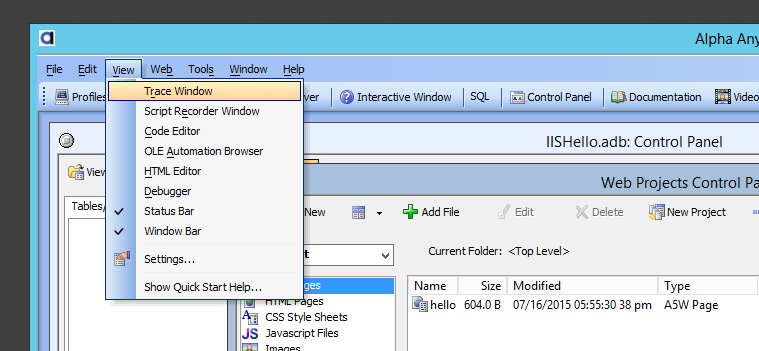 Alpha Any
File Edit View Web Tools Window Help
Profiles
ver Interactive Window SQL Control Panel Documentation Video
Trace Window
Script Recorder Window
Code Editor
OLE Automation Browser
HTML Editor
Debugger
Status Bar
Window Bar
Settings...
Show Quick Start Help...
IISHello.adb: Control Panel
View
Tables/
Web Projects Control Pa
New Add File Edit Delete New Project
Current Folder: <Top Level>
Name Size Modified Type
hello 604.0 B 07/16/2015 05:55:30 38 pm A5W Page
ages
HTML Pages
CSS Style Sheets
JS Javascript Files
Images